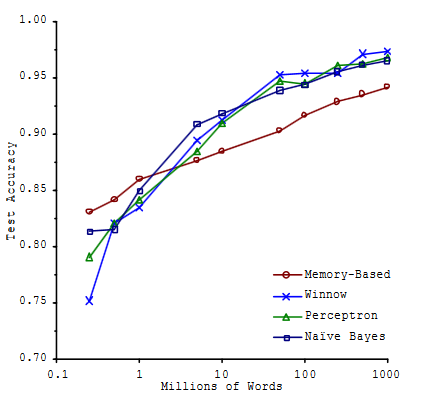 1.00
0.95
0.90
0.85
0.80
0.75
0.70
Test Accuracy
Memory-Based
Winnow
Perceptron
Naïve Bayes
0.1 1 10 100 1000
Millions of Words